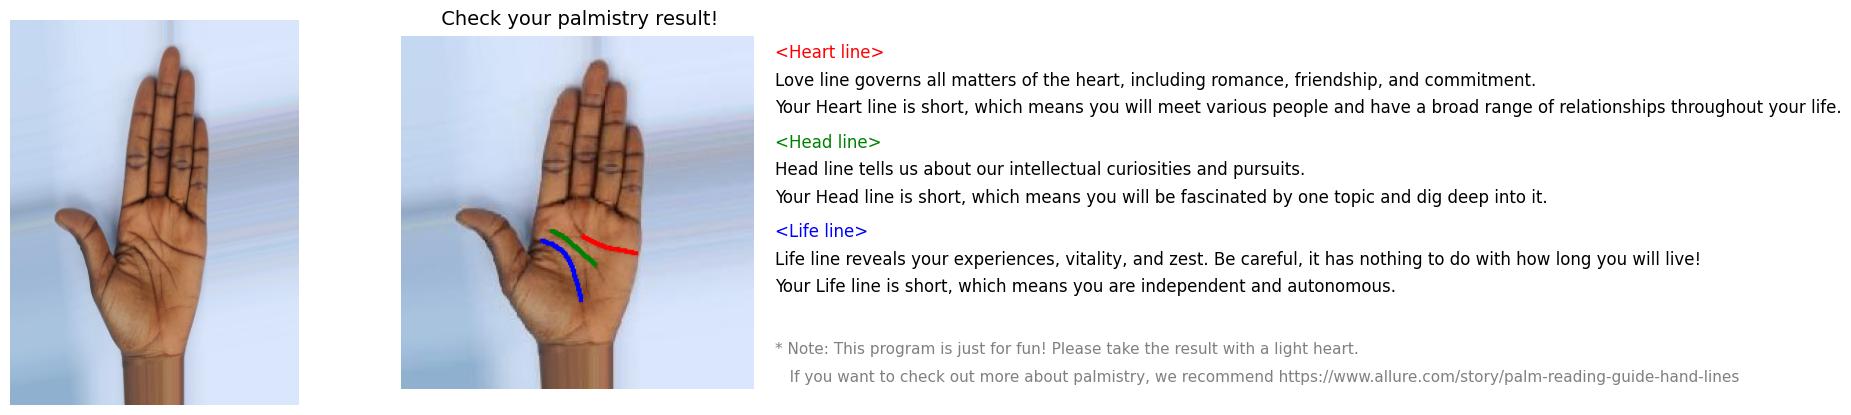 Check your palmistry result!
<Heart line>
Love line governs all matters of the heart, including romance, friendship, and commitment.
Your Heart line is short, which means you will meet various people and have a broad range of relationships throughout your life.
<Head line>
Head line tells us about our intellectual curiosities and pursuits.
Your Head line is short, which means you will be fascinated by one topic and dig deep into it.
<Life line>
Life line reveals your experiences, vitality, and zest. Be careful, it has nothing to do with how long you will live!
Your Life line is short, which means you are independent and autonomous.
* Note: This program is just for fun! Please take the result with a light heart.
If you want to check out more about palmistry, we recommend https://www.allure.com/story/palm-reading-guide-hand-lines